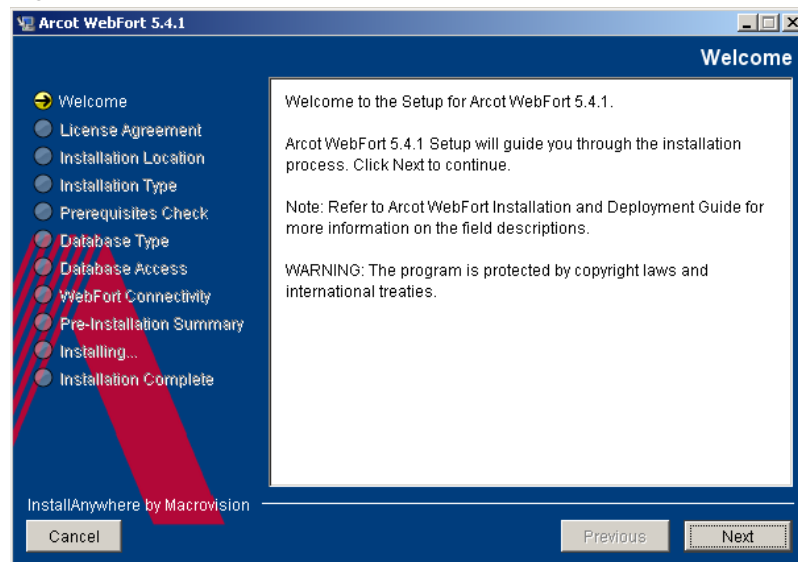 Arcot WebFort 5.4.1
Welcome
Welcome
License Agreement
Installation Location
Installation Type
Prerequisites Check
Database Type
Database Access
WebFort Connectivity
Pre-Installation Summary
Installing...
Installation Complete
Welcome to the Setup for Arcot WebFort 5.4.1.
Arcot WebFort 5.4.1 Setup will guide you through the installation
process. Click Next to continue.
Note: Refer to Arcot WebFort Installation and Deployment Guide for
more information on the field descriptions.
WARNING: The program is protected by copyright laws and
international treaties.
InstallAnywhere by Macrovision
Cancel
Previous
Next